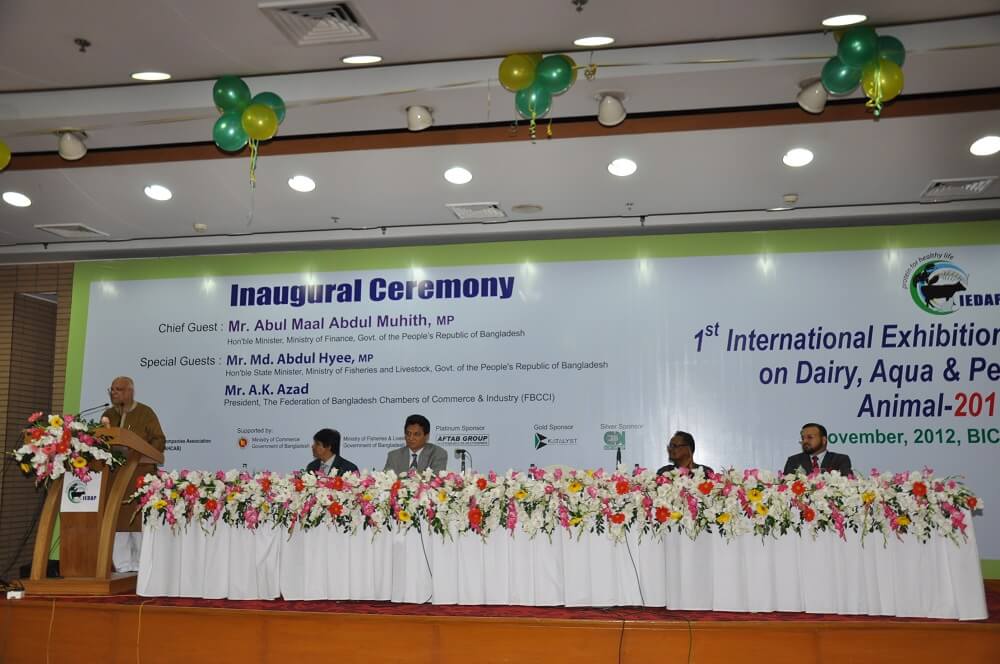 Inaugural Ceremony
Chief Guest : Mr. Abul Maal Abdul Muhith, MP
Hon'ble Minister, Ministry of Finance, Govt. of the People's Republic of Bangladesh
Special Guests : Mr. Md. Abdul Hyee, MP
Hon'ble State Minister, Ministry of Fisheries and Livestock, Govt. of the People's Republic of Bangladesh
Mr. A.K. Azad
President, The Federation of Bangladesh Chambers of Commerce & Industry (FBCCI)
Supported by:
Ministry of Commerce
Government of Bangladesh
Ministry of Fisheries &
Government of Bangladesh
Platinum Sponsor
AFTAB GROUP
Gold Sponsor
KATALYST
Silver Sponsor
Association
protein for healthy life
IEDAP
1st International Exhibition
on Dairy, Aqua & Pe
Animal-201
November, 2012, BIC
IEDAP